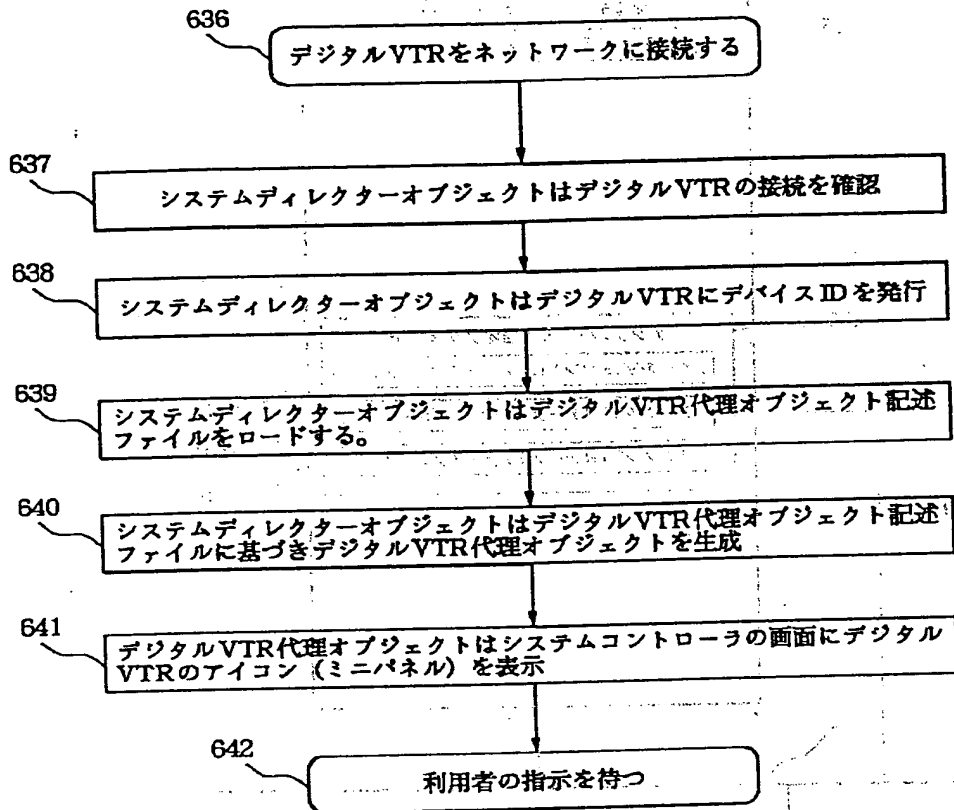 636
デジタルVTRをネットワークに接続する
637
システムディレクターオブジェクトはデジタルVTRの接続を確認
638
システムディレクターオブジェクトはデジタルVTRにデバイスIDを発行
639
システムディレクターオブジェクトはデジタルVTR代理オブジェクト記述
ファイルをロードする。
640
システムディレクターオブジェクトはデジタルVTR代理オブジェクト記述
ファイルに基づきデジタルVTR代理オブジェクトを生成
641
デジタルVTR代理オブジェクトはシステムコントローラの画面にデジタル
VTRのアイコン（ミニパネル）を表示
642
利用者の指示を待つ